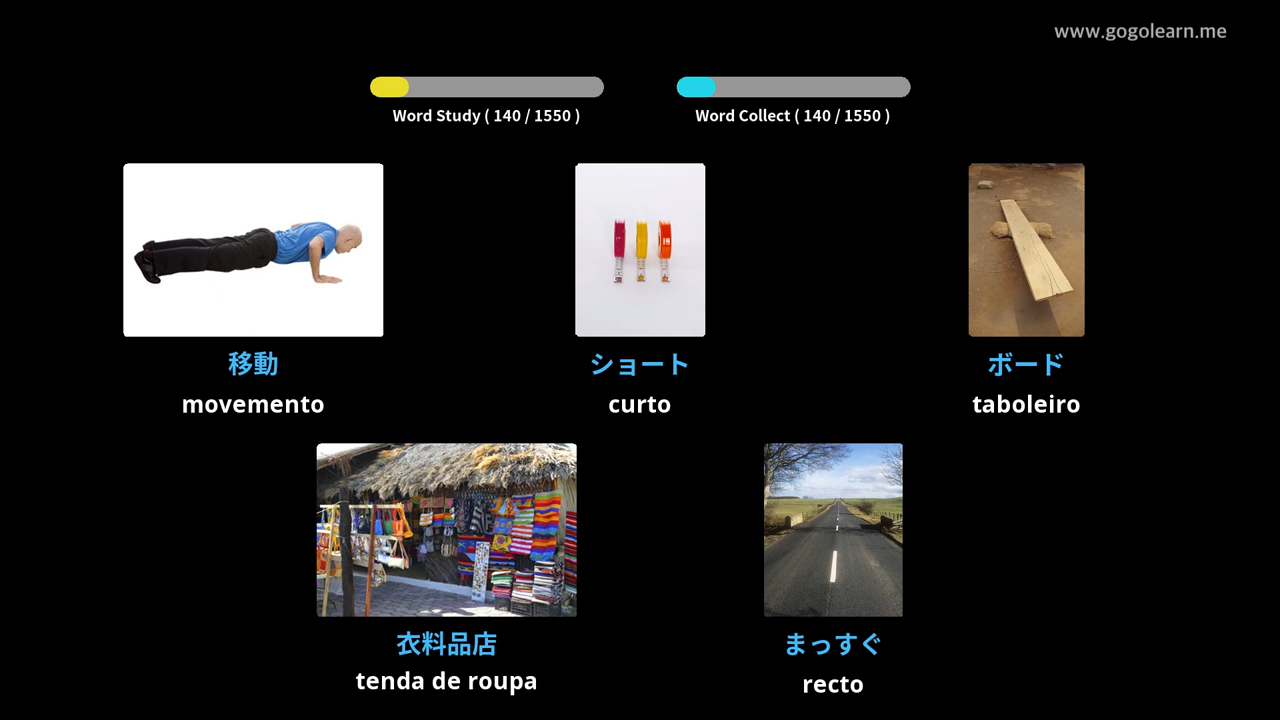 www.gogolearn.me
Word Study ( 140 / 1550 )
Word Collect ( 140 / 1550 )
移動
movemento
ショート
curto
ボード
taboleiro
衣料品店
tenda de roupa
まっすぐ
recto